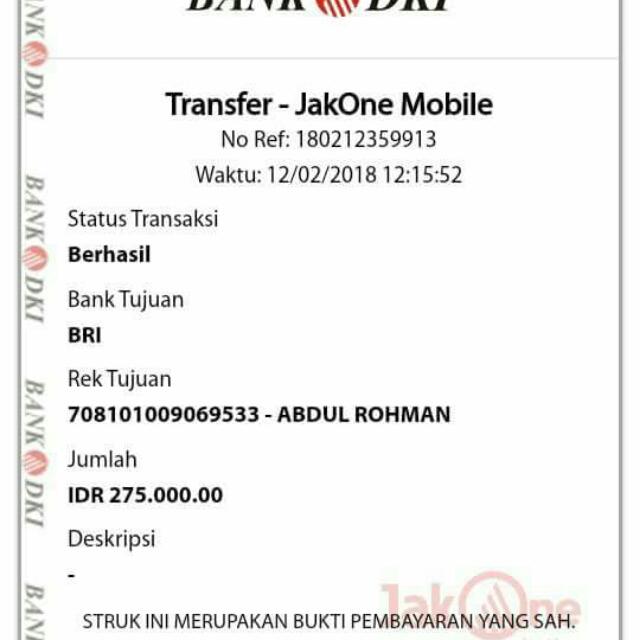 BANK DKI
Transfer - JakOne Mobile
No Ref: 180212359913
Waktu: 12/02/2018 12:15:52
Status Transaksi
Berhasil
Bank Tujuan
BRI
Rek Tujuan
708101009069533 - ABDUL ROHMAN
Jumlah
IDR 275.000.00
Deskripsi
-
JakOne
STRUK INI MERUPAKAN BUKTI PEMBAYARAN YANG SAH.
BANK DKI
BANK DKI
BANK DKI
BANK